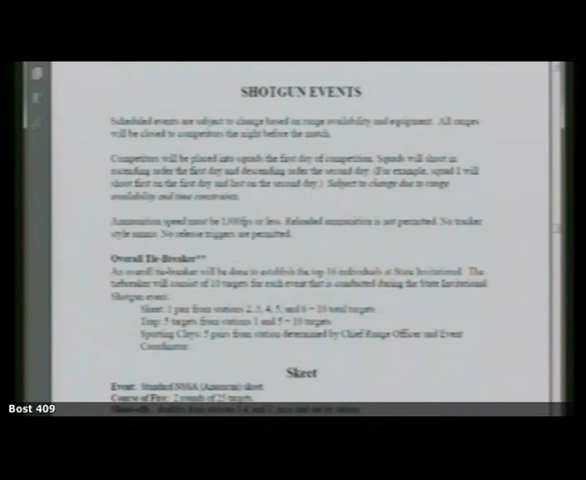 SHOTGUN EVENTS
Scheduled events are subject to change based on range availability and equipment. All ranges
will be closed to competitors the night before the match.
Competitors will be placed into squads the first day of competition. Squads will shoot in
ascending order the first day and descending order the second day. (For example, squad 1 will
shoot first on the first day and last on the second day.) Subject to change due to range
availability and time constraints.
Ammunition speed must be 1300fps or less. Reloaded ammunition is not permitted. No tracker
style ammo. No release triggers are permitted.
Overall Tie-Breaker**
An overall tie-breaker will be done to establish the top 16 individuals at State Invitational. The
tiebreaker will consist of 10 targets for each event that is conducted during the State Invitational
Shotgun event.
Skeet: 1 pair from stations 2, 3, 4, 5, and 6 = 10 total targets
Trap: 5 targets from stations 1 and 5 = 10 targets
Sporting Clays: 5 pairs from station determined by Chief Range Officer and Event
Coordinator.
Skeet
Event: Standard NSSA (American) skeet.
Course of Fire: 2 rounds of 25 targets.
Bost 409